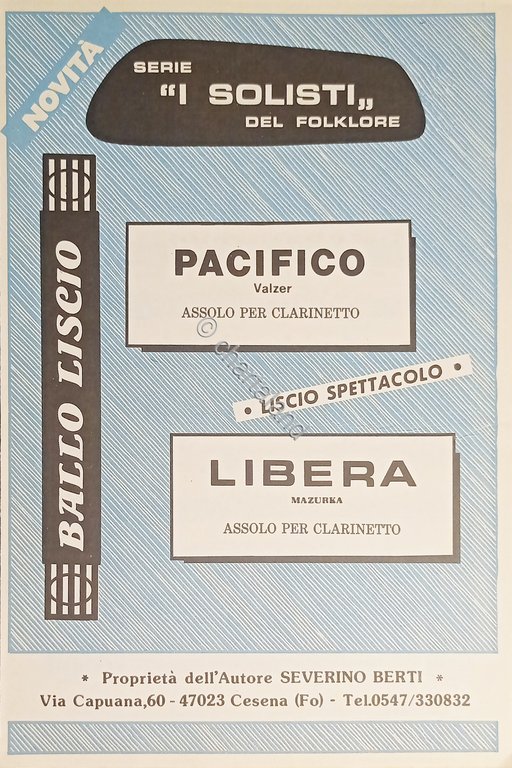 NOVITÀ
SERIE
"I SOLISTI„
DEL FOLKLORE
BALLO LISCIO
PACIFICO
Valzer
ASSOLO PER CLARINETTO
• LISCIO SPETTACOLO •
LIBERA
MAZURKA
ASSOLO PER CLARINETTO
* Proprietà dell'Autore SEVERINO BERTI *
Via Capuana,60 - 47023 Cesena (Fo) - Tel.0547/330832